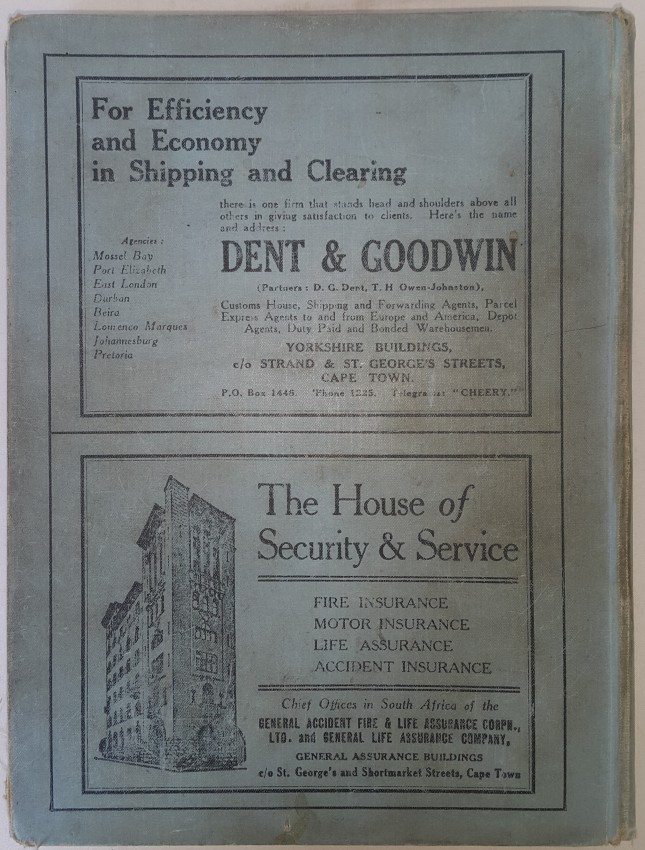 For Efficiency
and Economy
in Shipping and Clearing
there is one firm that stands head and shoulders above all
others in giving satisfaction to clients. Here's the name
and address :
Agencies :
Mossel Bay
Port Elizabeth
East London
Durban
Beira
Lourenco Marques
Johannesburg
Pretoria
DENT & GOODWIN
(Partners : D. G. Dent, T. H Owen-Johnston),
Customs House, Shipping and Forwarding Agents, Parcel
Express Agents to and from Europe and America, Depot
Agents, Duty Paid and Bonded Warehousemen.
YORKSHIRE BUILDINGS,
c/o STRAND & ST. GEORGE'S STREETS,
CAPE TOWN.
P.O. Box 1446. 'Phone 1325. Telegrams: "CHEERY."
The House of
Security & Service
FIRE INSURANCE
MOTOR INSURANCE
LIFE ASSURANCE
ACCIDENT INSURANCE
Chief Offices in South Africa of the
GENERAL ACCIDENT FIRE & LIFE ASSURANCE CORPN.,
LTD. and GENERAL LIFE ASSURANCE COMPANY,
GENERAL ASSURANCE BUILDINGS
c/o St. George's and Shortmarket Streets, Cape Town